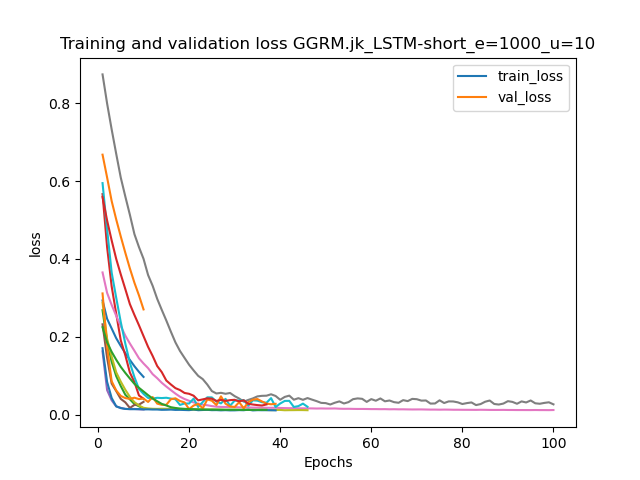 Training and validation loss GGRM.jk_LSTM-short_e=1000_u=10
train_loss
val_loss
loss
0.8
0.6
0.4
0.2
0.0
0
20
40
60
80
100
Epochs